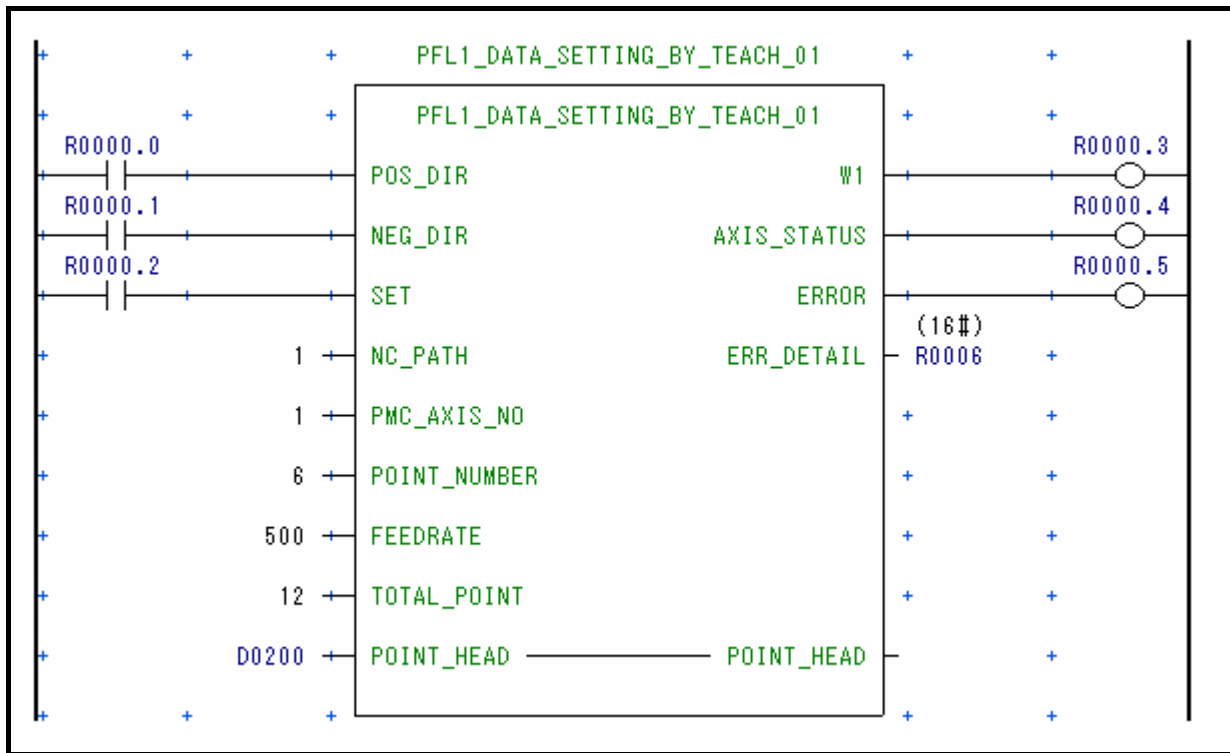 PFL1_DATA_SETTING_BY_TEACH_01
PFL1_DATA_SETTING_BY_TEACH_01
R0000.0 R0000.3
POS_DIR W1
R0000.1 R0000.4
NEG_DIR AXIS_STATUS
R0000.2 R0000.5
SET ERROR
(16#)
1 NC_PATH ERR_DETAIL R0006
1 PMC_AXIS_NO
6 POINT_NUMBER
500 FEEDRATE
12 TOTAL_POINT
D0200 POINT_HEAD POINT_HEAD